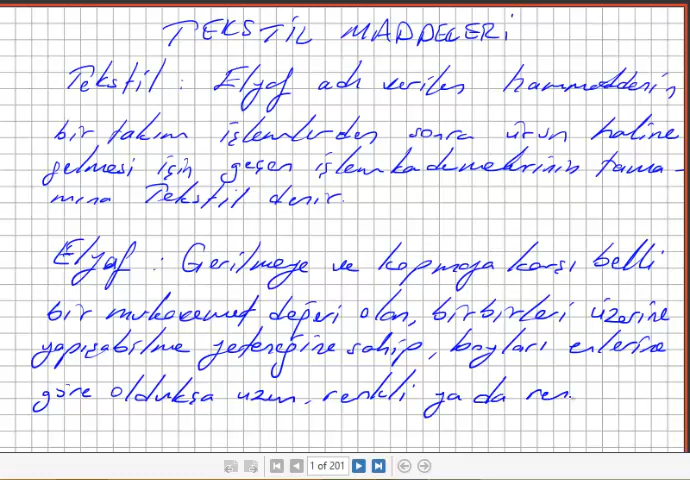 TEKSTİL MADDELERİ
Tekstil : Elyaf adı verilen hammaddenin
bir takım işlemlerden sonra ürün haline
gelmesi için geçen işlem kademelerinin tama-
mına Tekstil denir.
Elyaf : Gerilmeye ve kopmaya karşı belli
bir mukavemet değeri olan, birbirleri üzerine
yapışabilme yeteneğine sahip, boyları enlerine
göre oldukça uzun, renkli ya da ren.
1 of 201